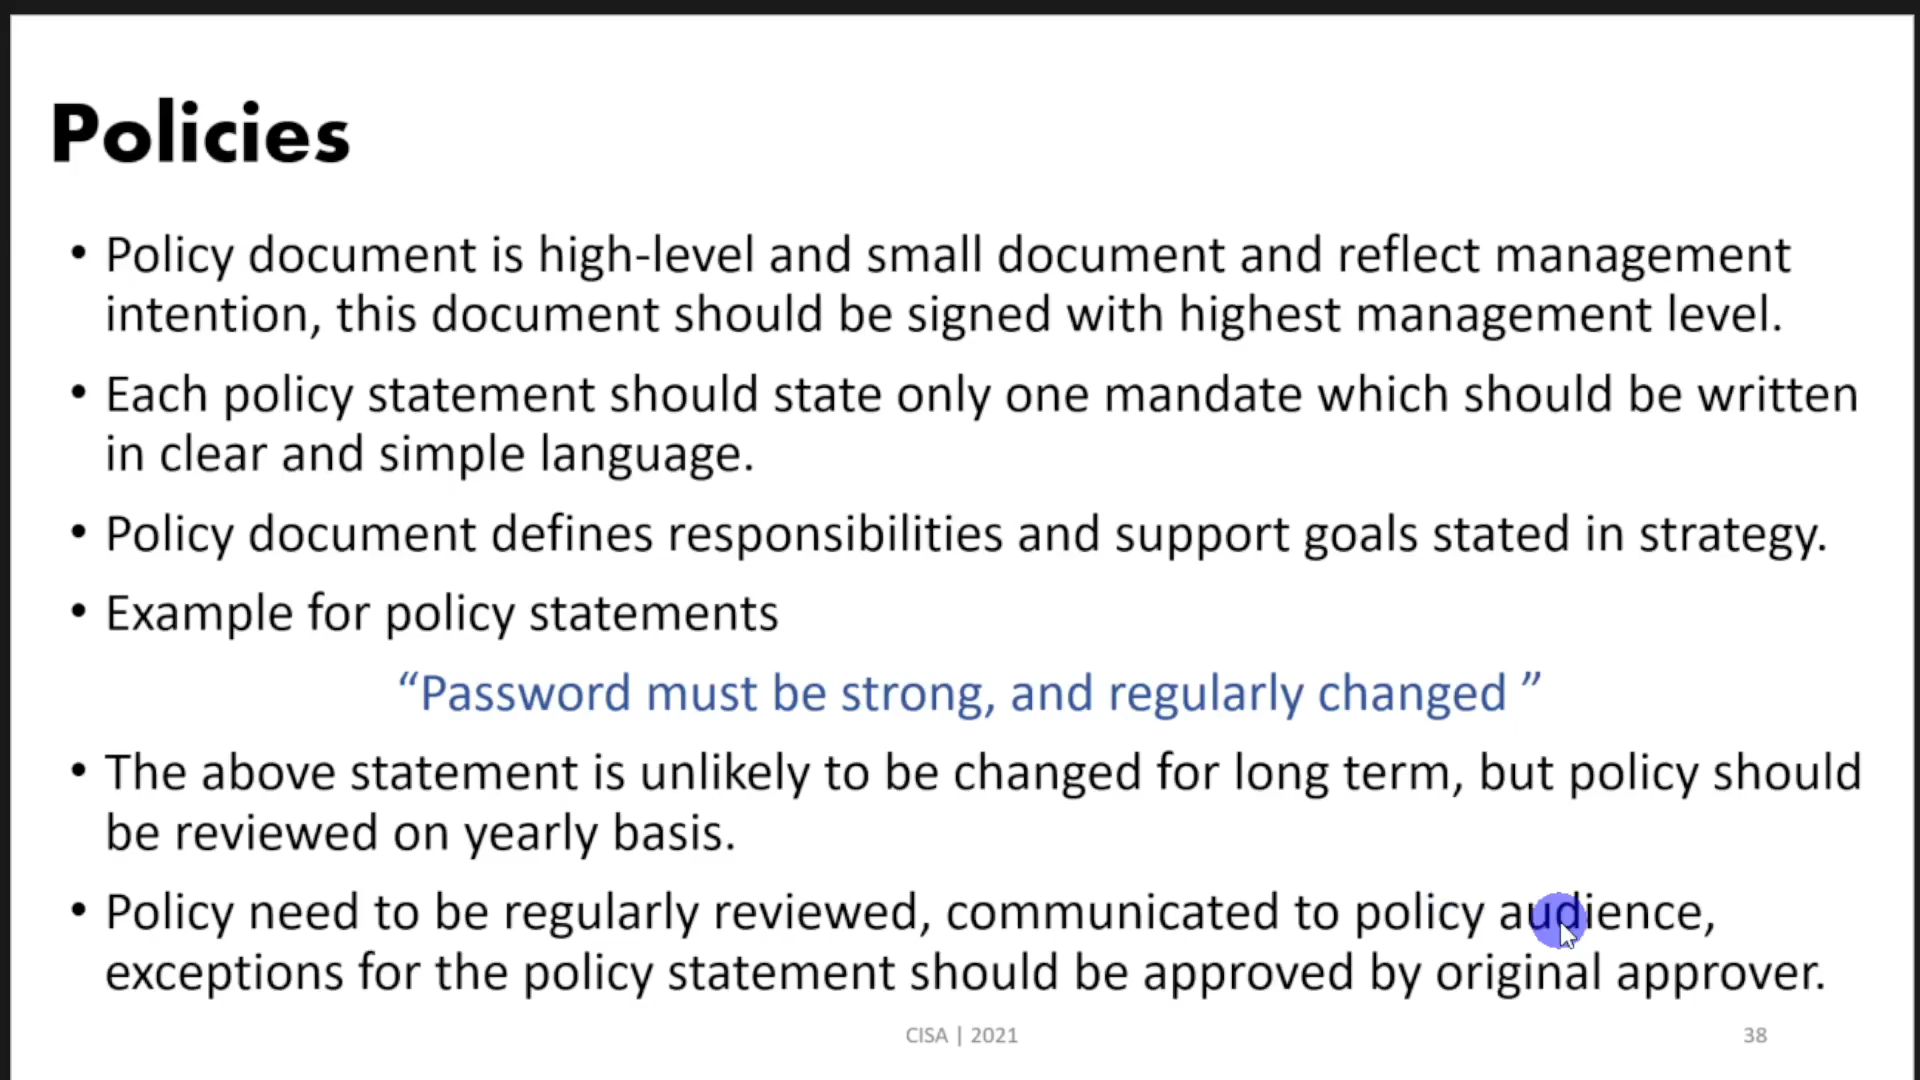 Policies
• Policy document is high-level and small document and reflect management
intention, this document should be signed with highest management level.
• Each policy statement should state only one mandate which should be written
in clear and simple language.
• Policy document defines responsibilities and support goals stated in strategy.
• Example for policy statements
“Password must be strong, and regularly changed ”
• The above statement is unlikely to be changed for long term, but policy should
be reviewed on yearly basis.
• Policy need to be regularly reviewed, communicated to policy audience,
exceptions for the policy statement should be approved by original approver.
CISA | 2021
38